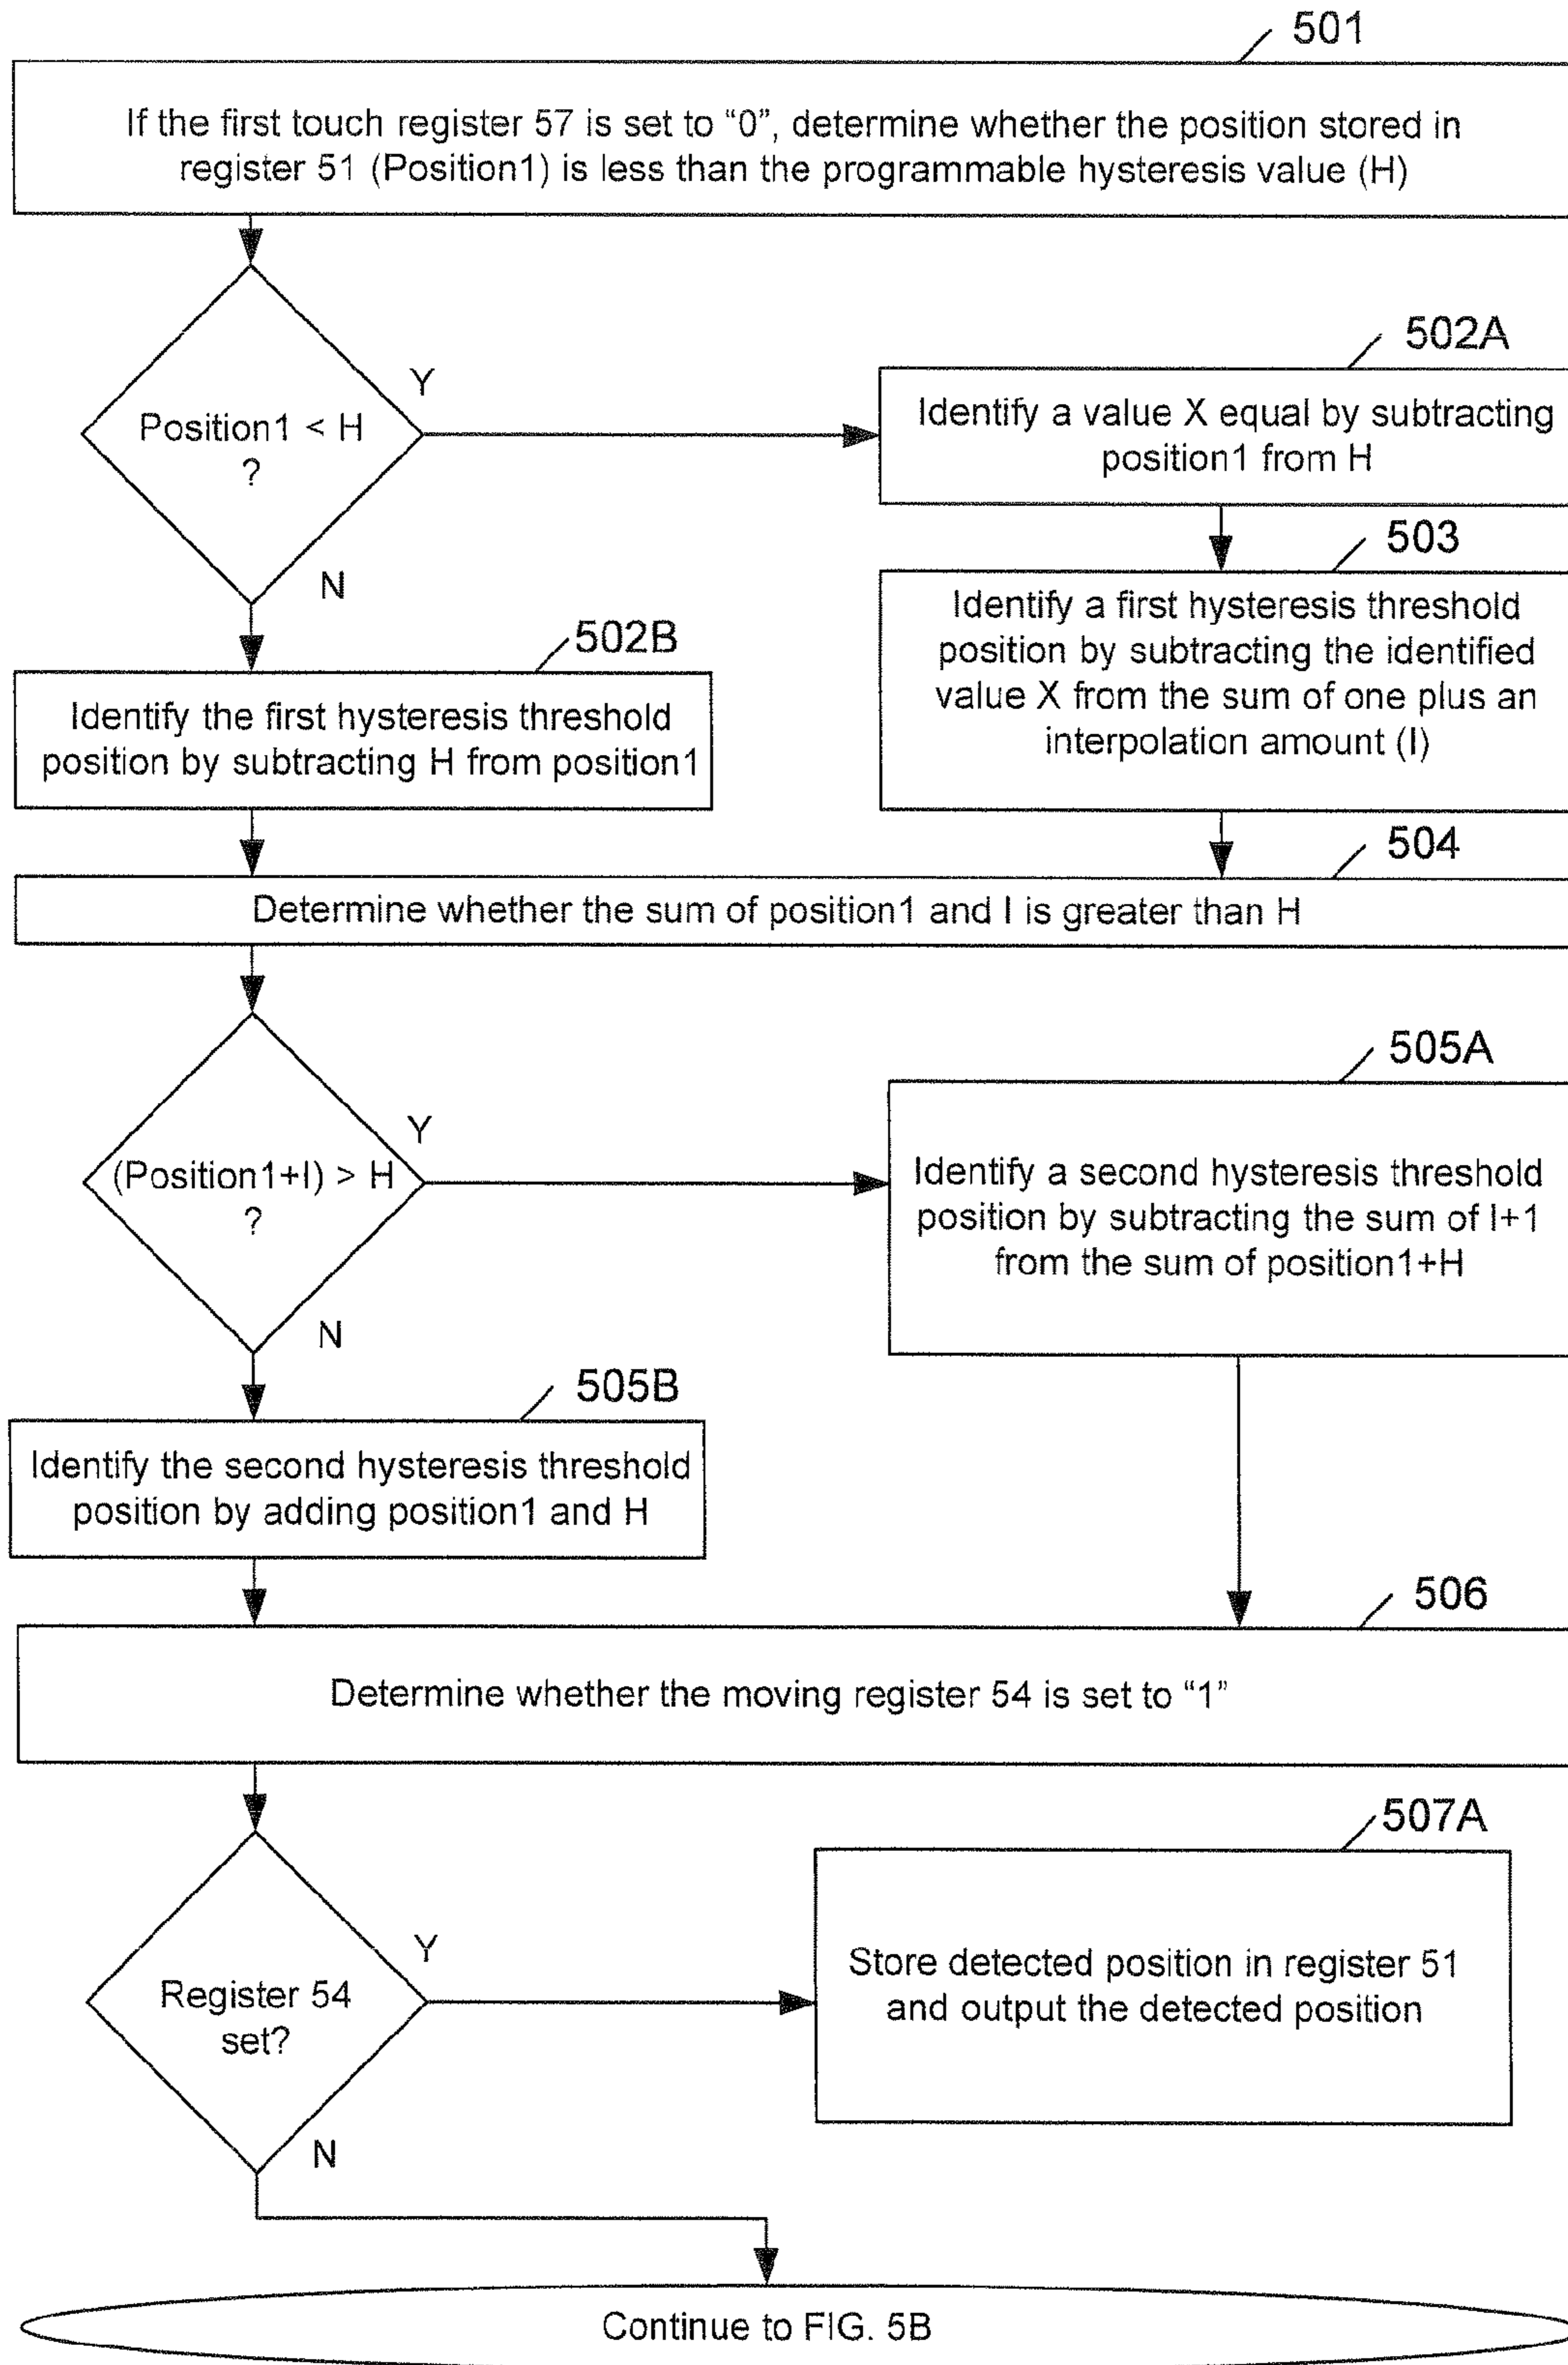 501
If the first touch register 57 is set to “0”, determine whether the position stored in
register 51 (Position1) is less than the programmable hysteresis value (H)
Position1 < H
?
Y
N
502A
Identify a value X equal by subtracting
position1 from H
503
Identify a first hysteresis threshold
position by subtracting the identified
value X from the sum of one plus an
interpolation amount (I)
502B
Identify the first hysteresis threshold
position by subtracting H from position1
504
Determine whether the sum of position1 and I is greater than H
(Position1+I) > H
?
Y
N
505A
Identify a second hysteresis threshold
position by subtracting the sum of I+1
from the sum of position1+H
505B
Identify the second hysteresis threshold
position by adding position1 and H
506
Determine whether the moving register 54 is set to “1”
Register 54
set?
Y
N
507A
Store detected position in register 51
and output the detected position
Continue to FIG. 5B